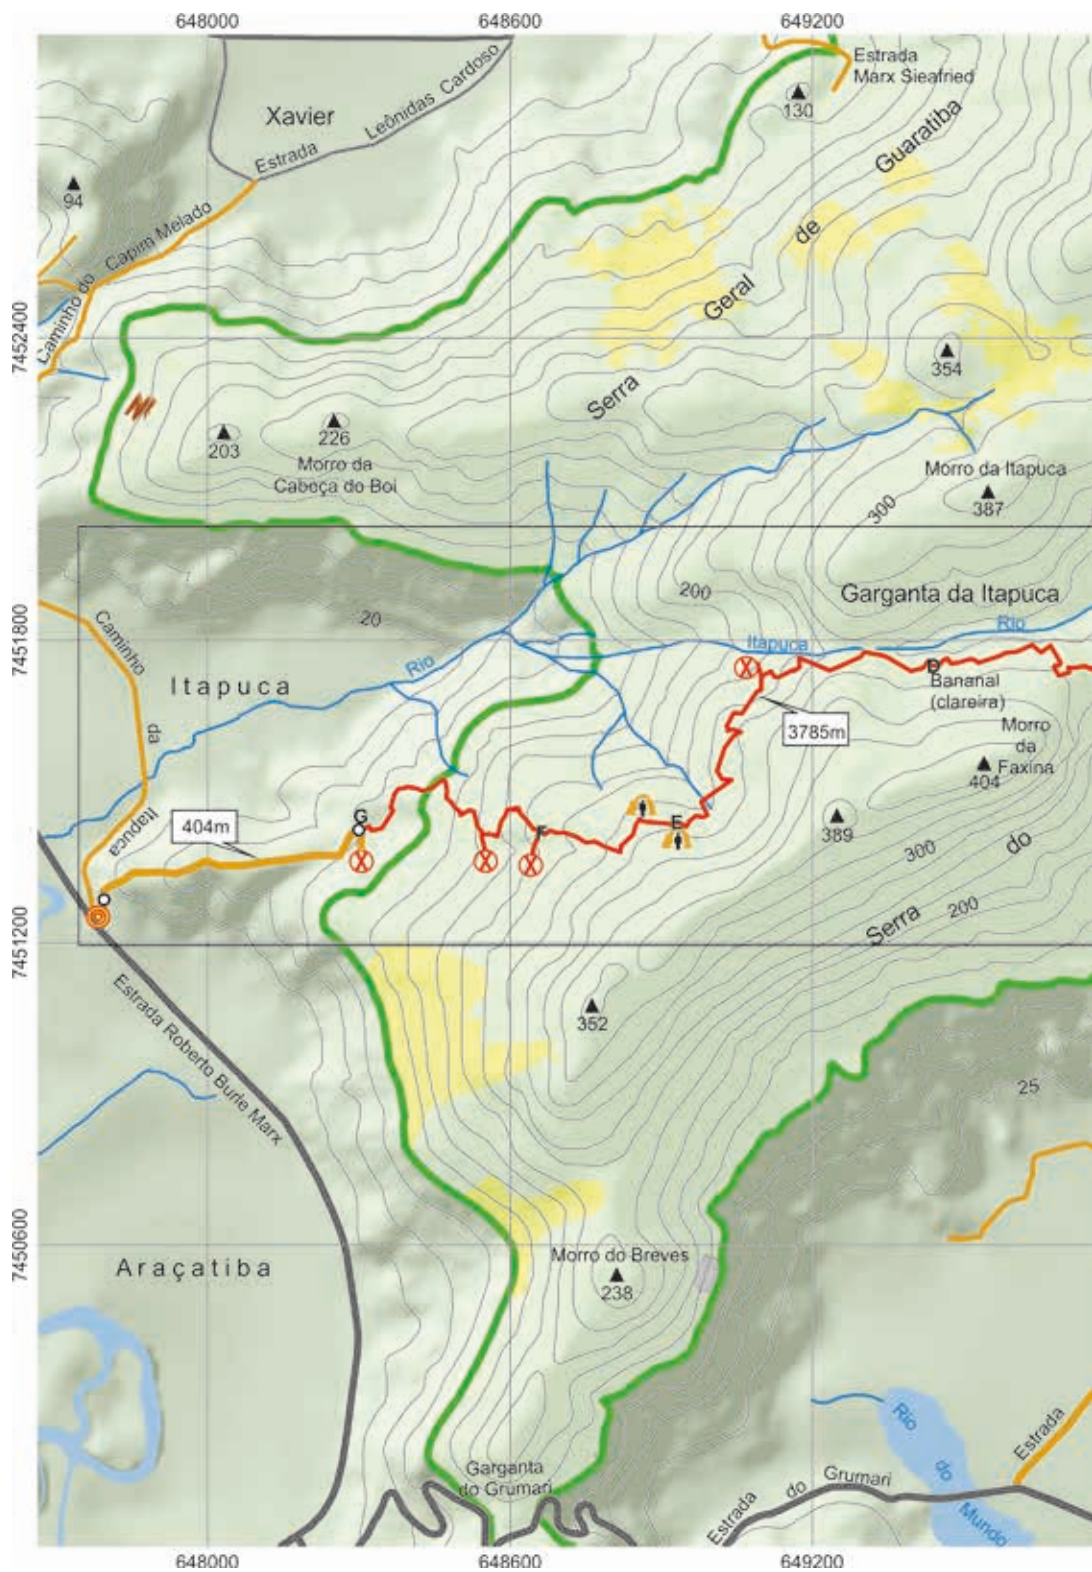 648000
648600
649200
Estrada
Marx Sieafried
130
Xavier
Leônidas Cardoso
Estrada
Guaratiba
94
Capim Melado
Caminho do
de
Geral
7452400
354
Serra
203
226
Morro da
Cabeça do Boi
Morro da Itapuca
387
300
200
Garganta da Itapuca
20
Caminho
7451800
Rio
Itapuca
Rio
Itapuca
D
Bananal
(clareira)
da
3785m
Morro
da
Faxina
404
Itapuca
404m
G
F
E
389
300
do
200
Serra
7451200
352
Estrada Roberto Burle Marx
25
7450600
Morro do Breves
238
Araçatiba
Rio
do
Mundo
Estrada
Garganta
do Grumari
Estrada
do
Grumari
648000
648600
649200